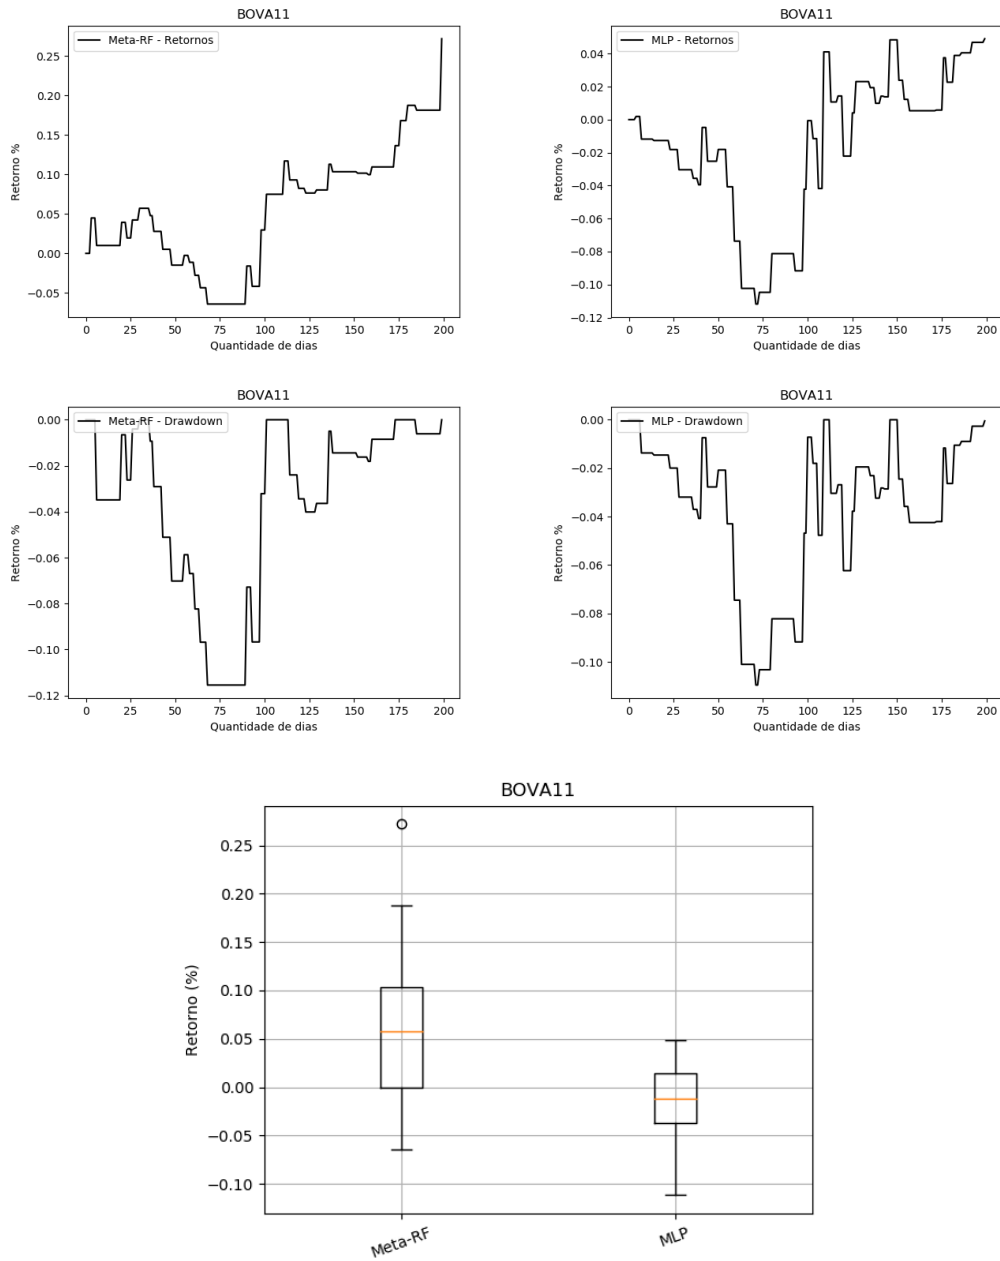 BOVA11
Meta-RF - Retornos
Retorno %
0.25
0.20
0.15
0.10
0.05
0.00
−0.05
0 25 50 75 100 125 150 175 200
Quantidade de dias
BOVA11
MLP - Retornos
Retorno %
0.04
0.02
0.00
−0.02
−0.04
−0.06
−0.08
−0.10
−0.12
0 25 50 75 100 125 150 175 200
Quantidade de dias
BOVA11
Meta-RF - Drawdown
Retorno %
0.00
−0.02
−0.04
−0.06
−0.08
−0.10
−0.12
0 25 50 75 100 125 150 175 200
Quantidade de dias
BOVA11
MLP - Drawdown
Retorno %
0.00
−0.02
−0.04
−0.06
−0.08
−0.10
0 25 50 75 100 125 150 175 200
Quantidade de dias
BOVA11
Retorno (%)
0.25
0.20
0.15
0.10
0.05
0.00
−0.05
−0.10
Meta-RF MLP